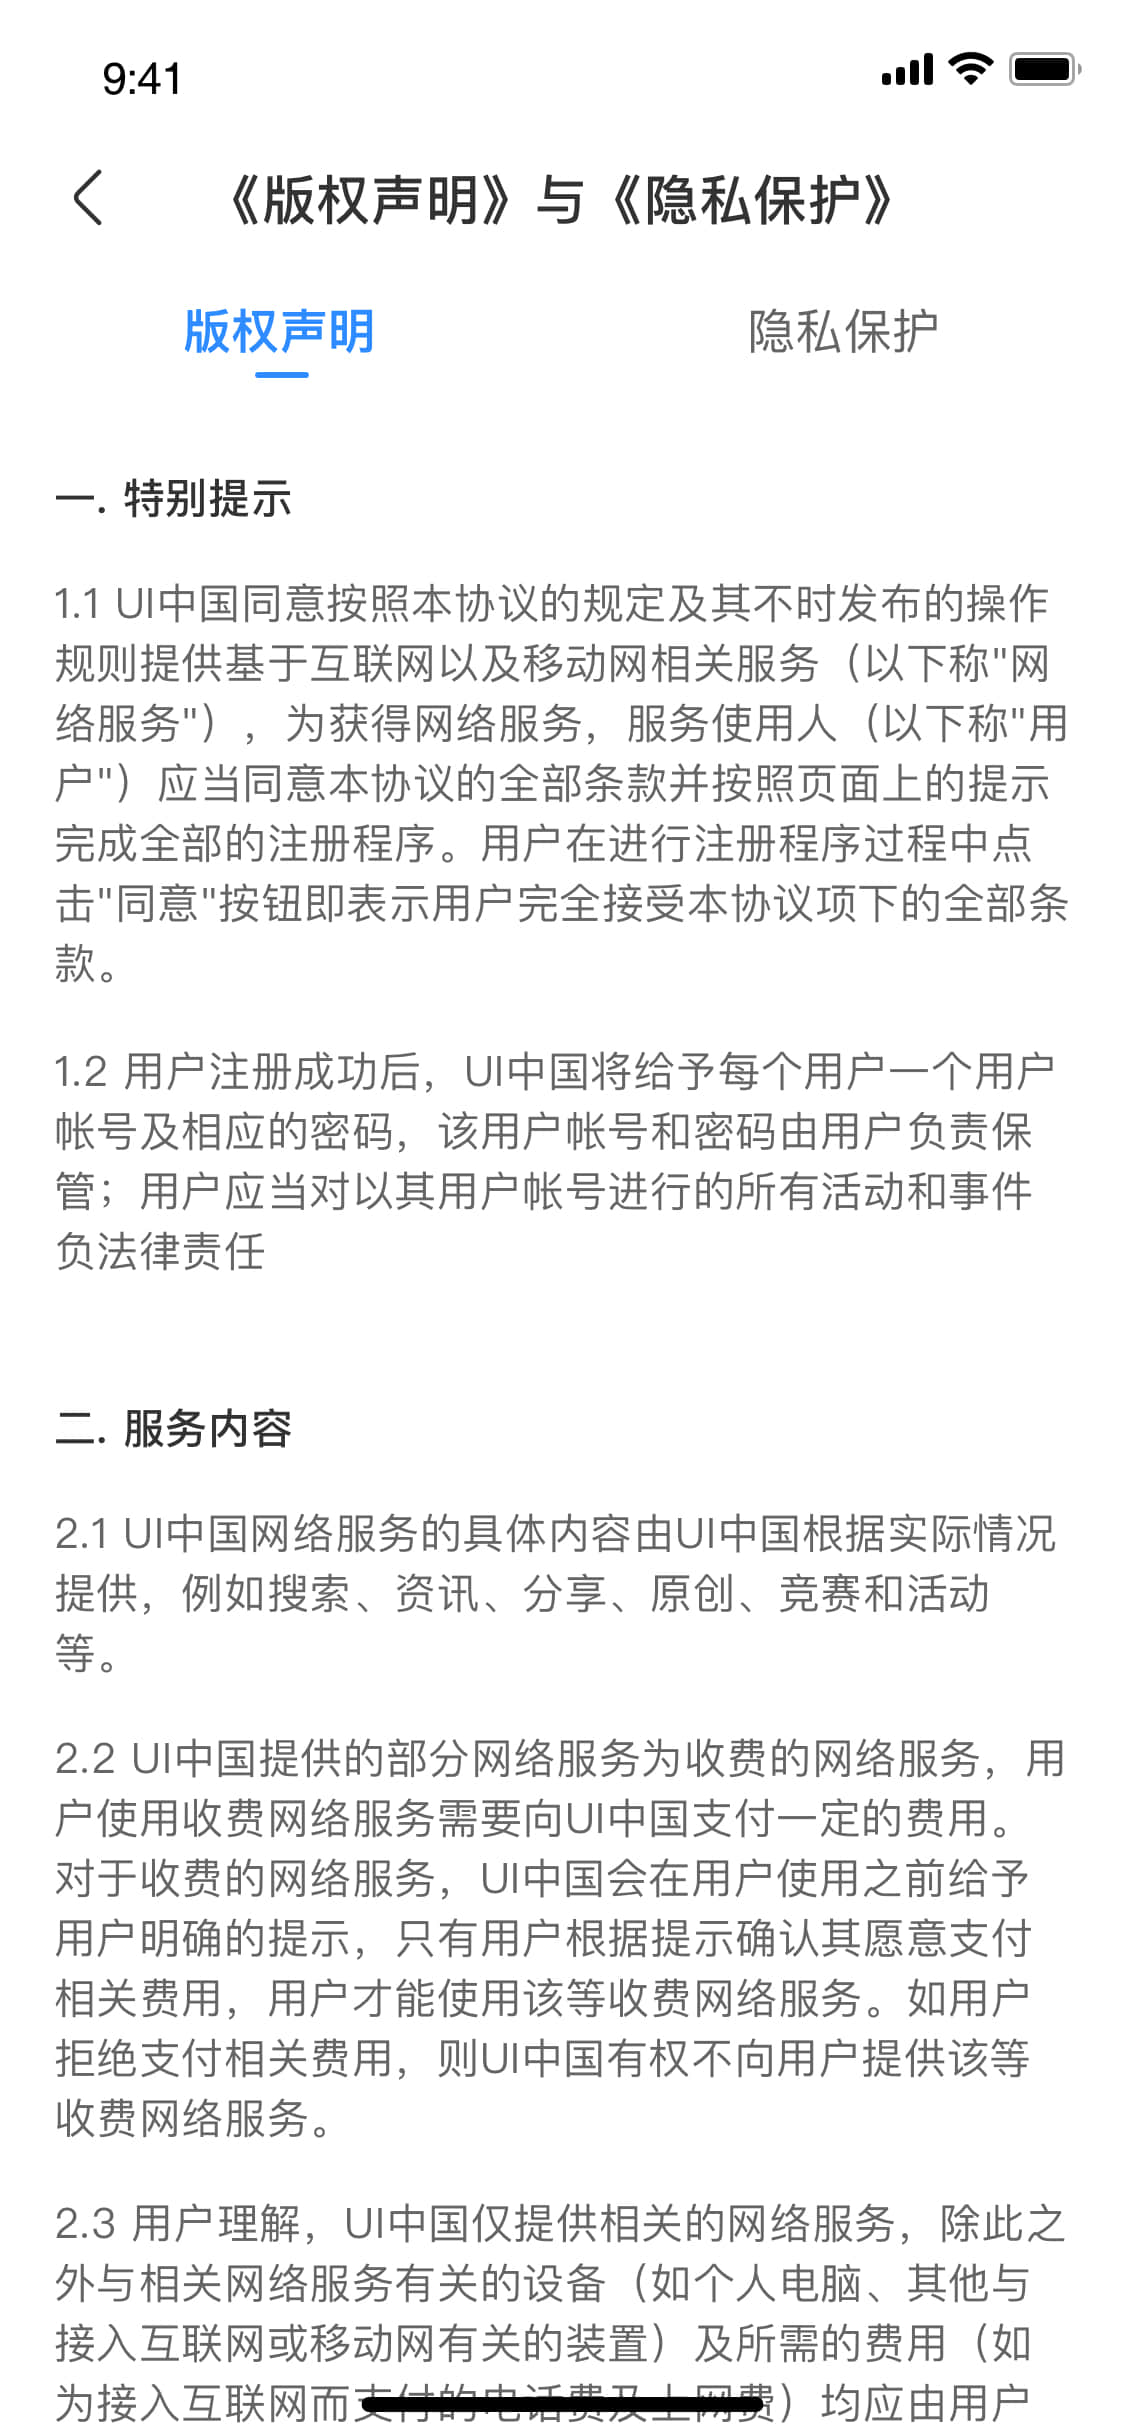 9:41
《版权声明》与《隐私保护》
版权声明
隐私保护
一. 特别提示
1.1 UI中国同意按照本协议的规定及其不时发布的操作
规则提供基于互联网以及移动网相关服务（以下称"网
络服务"），为获得网络服务，服务使用人（以下称"用
户"）应当同意本协议的全部条款并按照页面上的提示
完成全部的注册程序。用户在进行注册程序过程中点
击"同意"按钮即表示用户完全接受本协议项下的全部条
款。
1.2 用户注册成功后，UI中国将给予每个用户一个用户
帐号及相应的密码，该用户帐号和密码由用户负责保
管；用户应当对以其用户帐号进行的所有活动和事件
负法律责任
二. 服务内容
2.1 UI中国网络服务的具体内容由UI中国根据实际情况
提供，例如搜索、资讯、分享、原创、竞赛和活动
等。
2.2 UI中国提供的部分网络服务为收费的网络服务，用
户使用收费网络服务需要向UI中国支付一定的费用。
对于收费的网络服务，UI中国会在用户使用之前给予
用户明确的提示，只有用户根据提示确认其愿意支付
相关费用，用户才能使用该等收费网络服务。如用户
拒绝支付相关费用，则UI中国有权不向用户提供该等
收费网络服务。
2.3 用户理解，UI中国仅提供相关的网络服务，除此之
外与相关网络服务有关的设备（如个人电脑、其他与
接入互联网或移动网有关的装置）及所需的费用（如
为接入互联网而支付的电话费及上网费）均应由用户